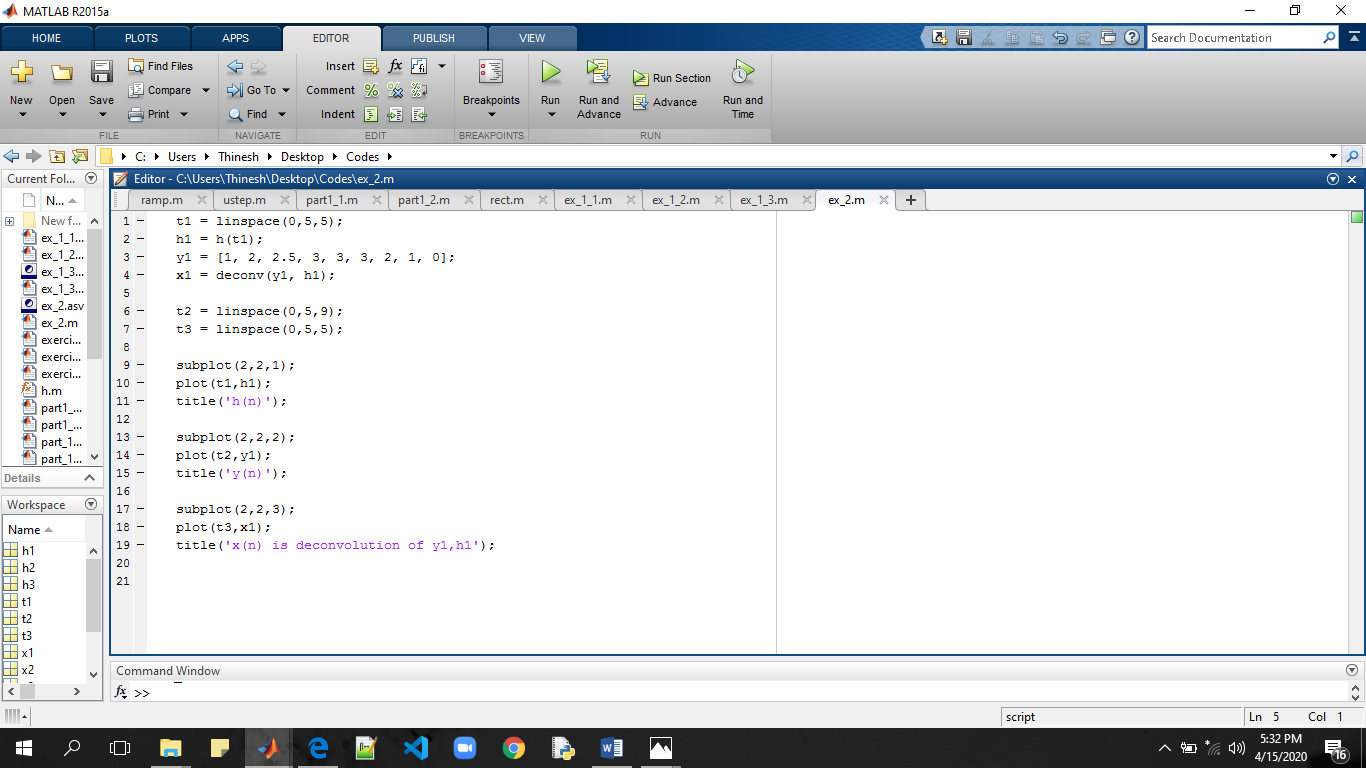 MATLAB R2015a
HOME PLOTS APPS EDITOR PUBLISH VIEW
Search Documentation
New Open Save Find Files Compare Print
Go To Find
Insert fx
Comment % %
Indent
Breakpoints
Run Run and Advance Run Section Advance Run and Time
FILE NAVIGATE EDIT BREAKPOINTS RUN
C: Users Thinesh Desktop Codes
Current Fol...
N...
New f...
ex_1_1...
ex_1_2...
ex_1_3...
ex_1_3...
ex_2.asv
ex_2.m
exerci...
exerci...
exerci...
h.m
part1_...
part1_...
part_1...
part_1...
Details
Workspace
Name
h1
h2
h3
t1
t2
t3
x1
x2
Editor - C:\Users\Thinesh\Desktop\Codes\ex_2.m
ramp.m ustep.m part1_1.m part1_2.m rect.m ex_1_1.m ex_1_2.m ex_1_3.m ex_2.m
1 – t1 = linspace(0,5,5);
2 – h1 = h(t1);
3 – y1 = [1, 2, 2.5, 3, 3, 3, 2, 1, 0];
4 – x1 = deconv(y1, h1);
5
6 – t2 = linspace(0,5,9);
7 – t3 = linspace(0,5,5);
8
9 – subplot(2,2,1);
10 – plot(t1,h1);
11 – title('h(n)');
12
13 – subplot(2,2,2);
14 – plot(t2,y1);
15 – title('y(n)');
16
17 – subplot(2,2,3);
18 – plot(t3,x1);
19 – title('x(n) is deconvolution of y1,h1');
20
21
Command Window
fx >>
script Ln 5 Col 1
5:32 PM
4/15/2020
16